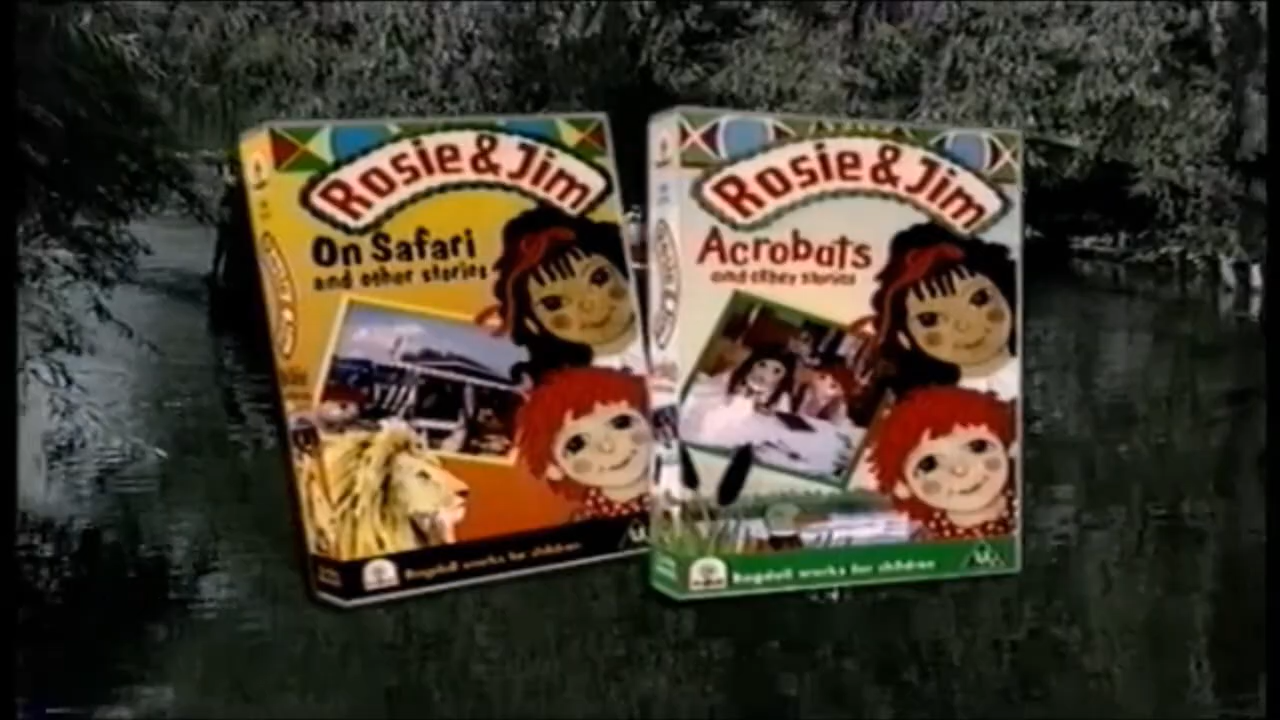 Rosie & Jim
On Safari
and other stories
Ragdoll works for children
U
Rosie & Jim
Acrobats
and other stories
Ragdoll works for children
U